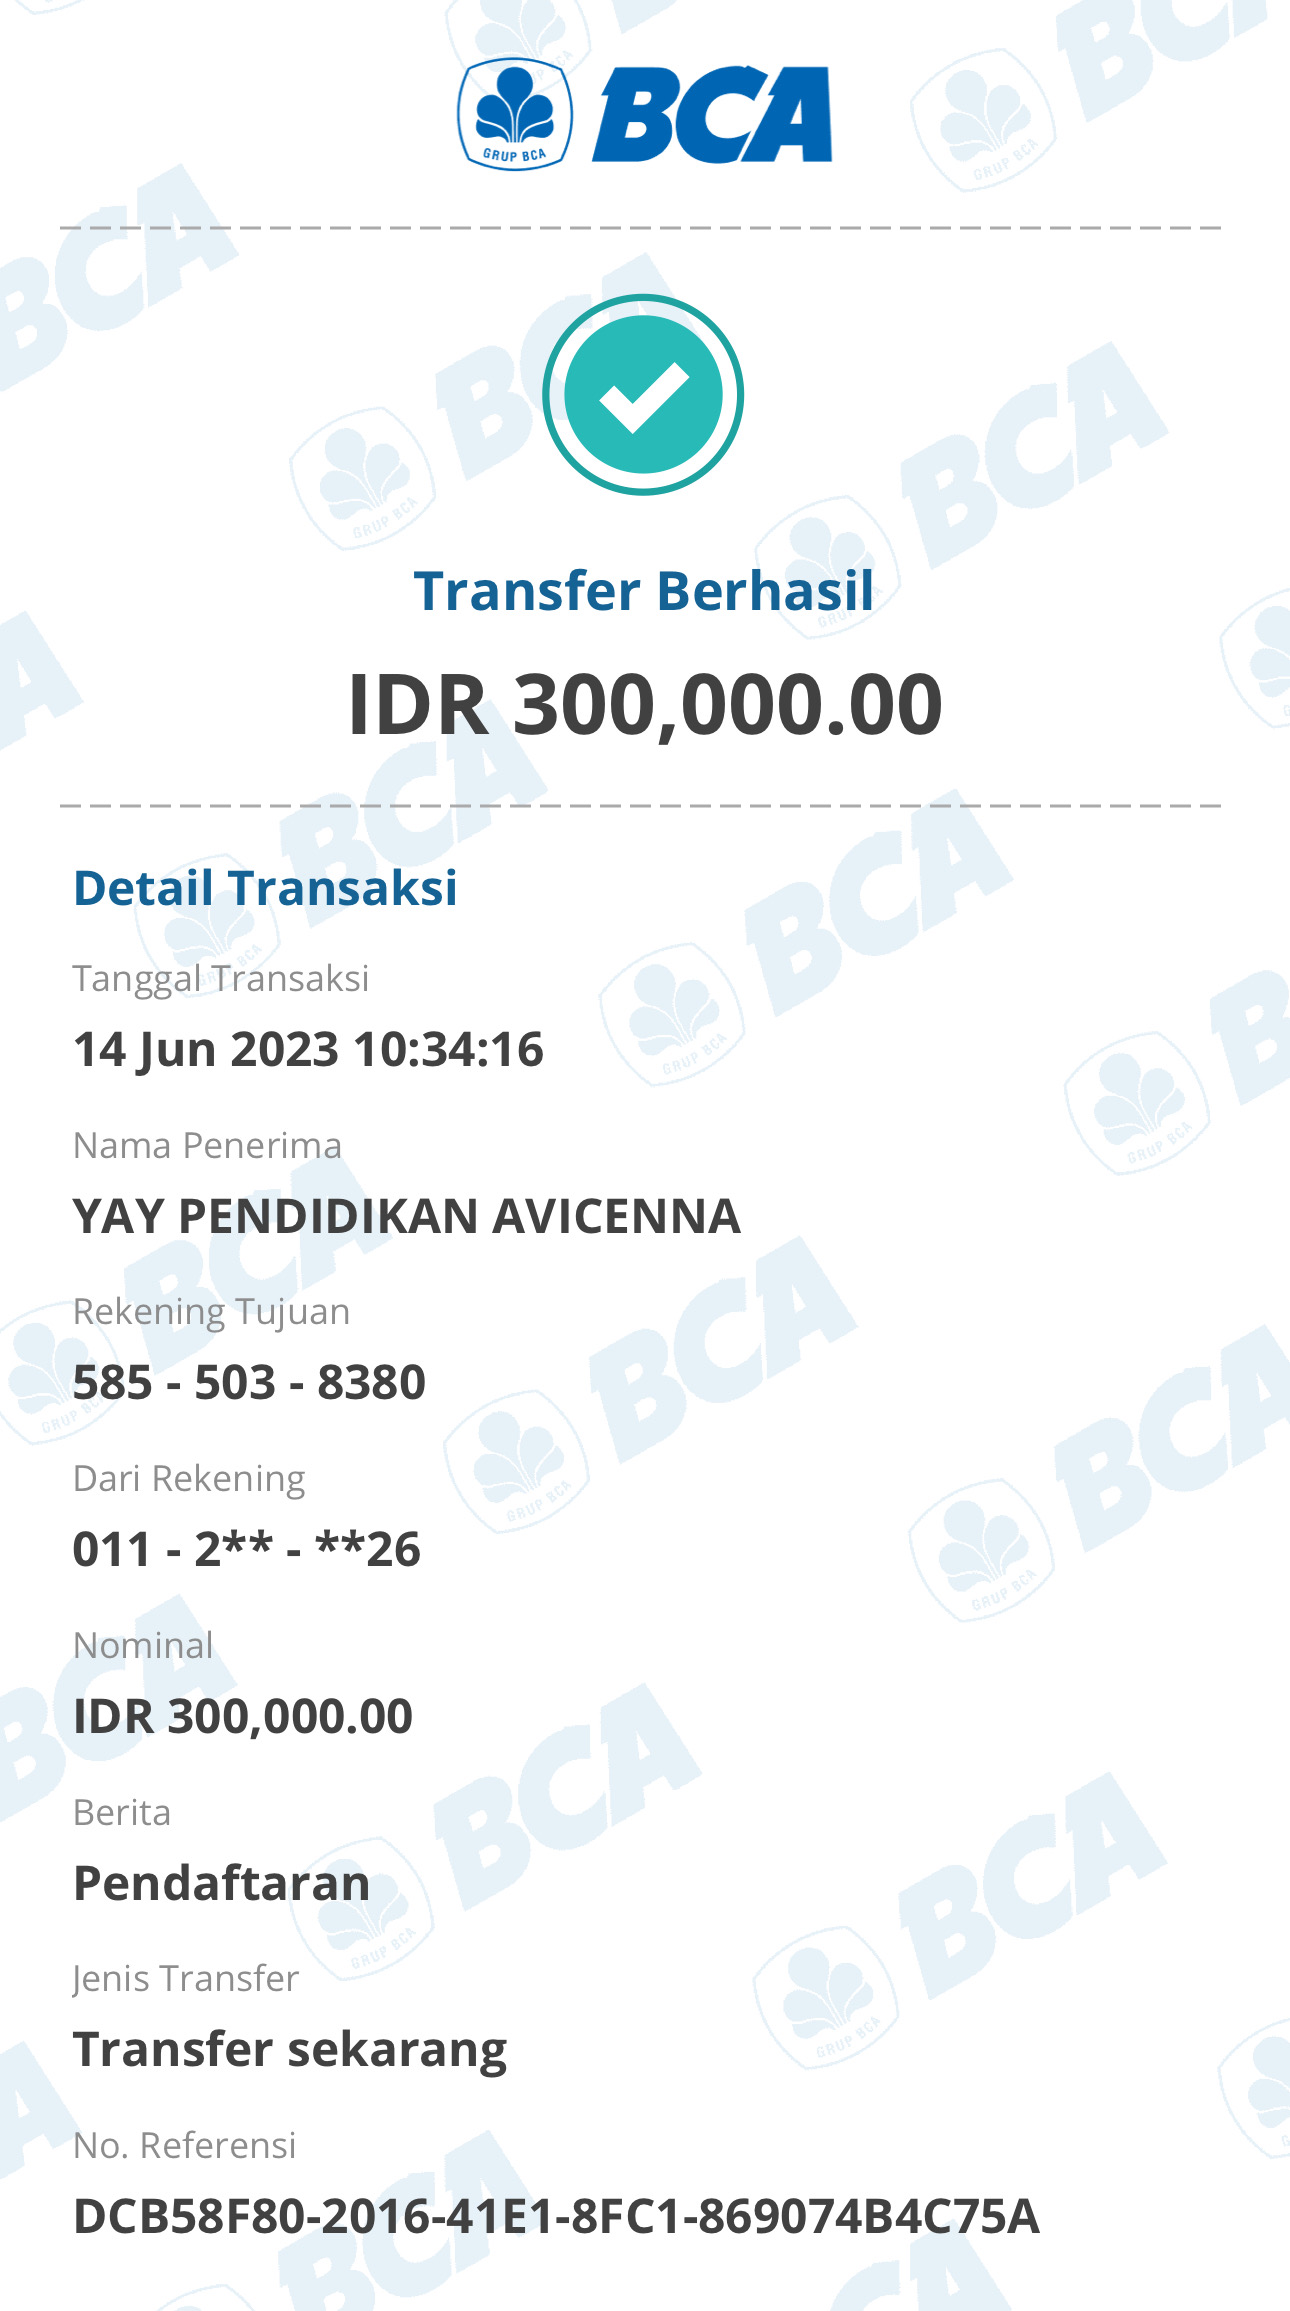 GRUP BCA
BCA
Transfer Berhasil
IDR 300,000.00
Detail Transaksi
Tanggal Transaksi
14 Jun 2023 10:34:16
Nama Penerima
YAY PENDIDIKAN AVICENNA
Rekening Tujuan
585 - 503 - 8380
Dari Rekening
011 - 2** - **26
Nominal
IDR 300,000.00
Berita
Pendaftaran
Jenis Transfer
Transfer sekarang
No. Referensi
DCB58F80-2016-41E1-8FC1-869074B4C75A